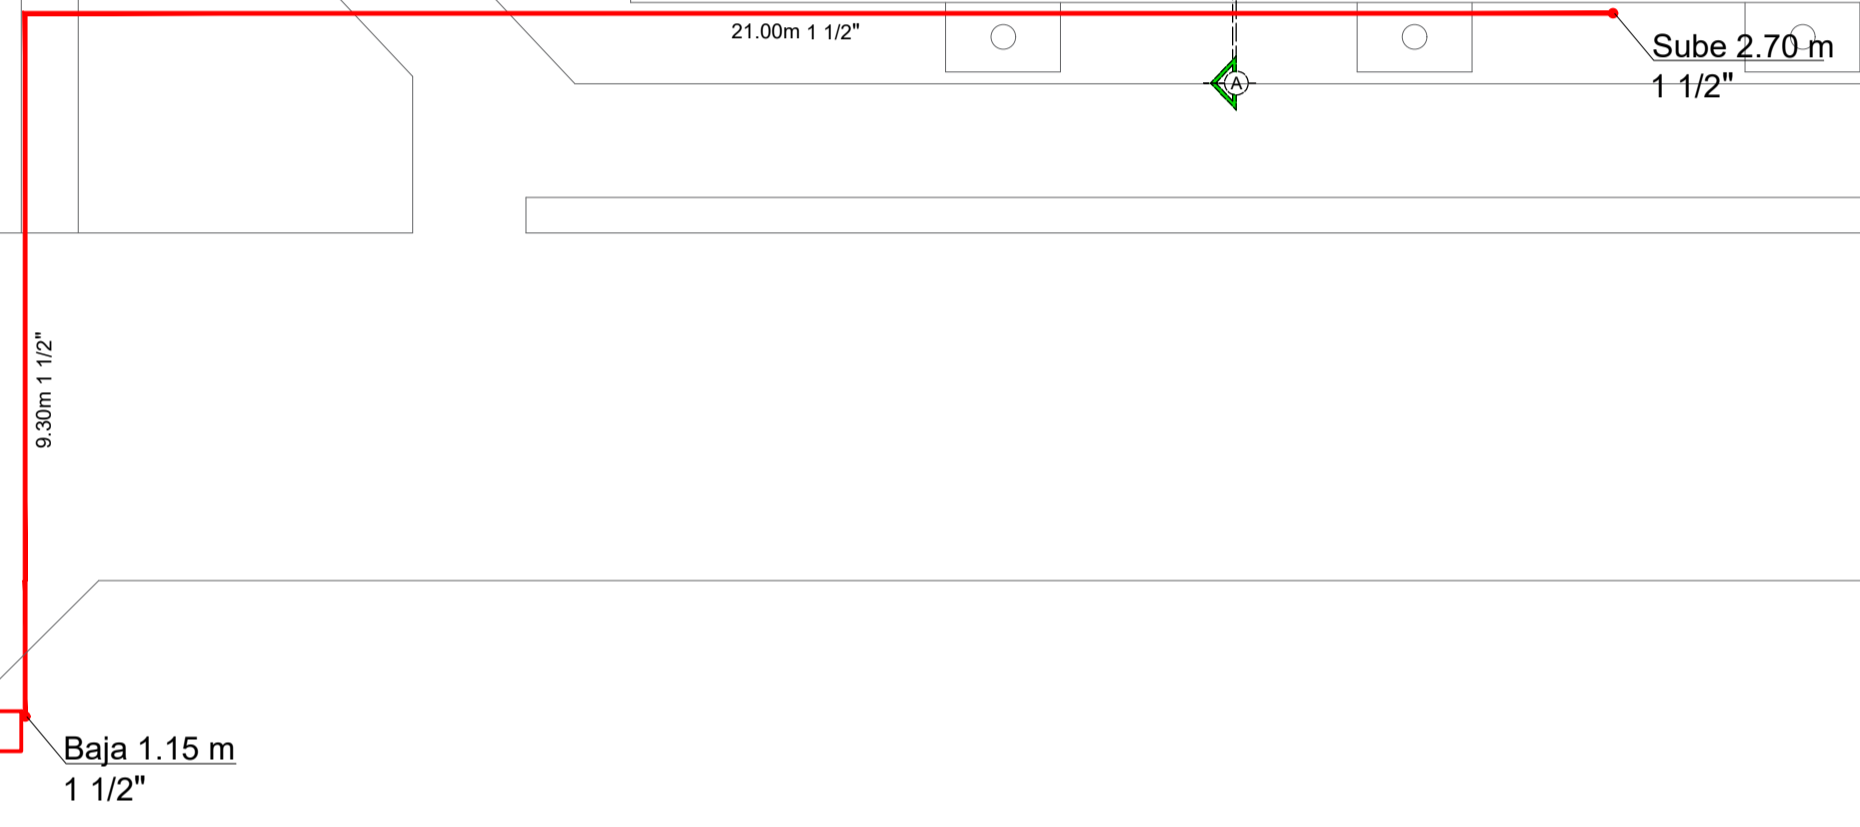 21.00m 1 1/2"
Sube 2.70 m
1 1/2"
A
9.30m 1 1/2"
Baja 1.15 m
1 1/2"